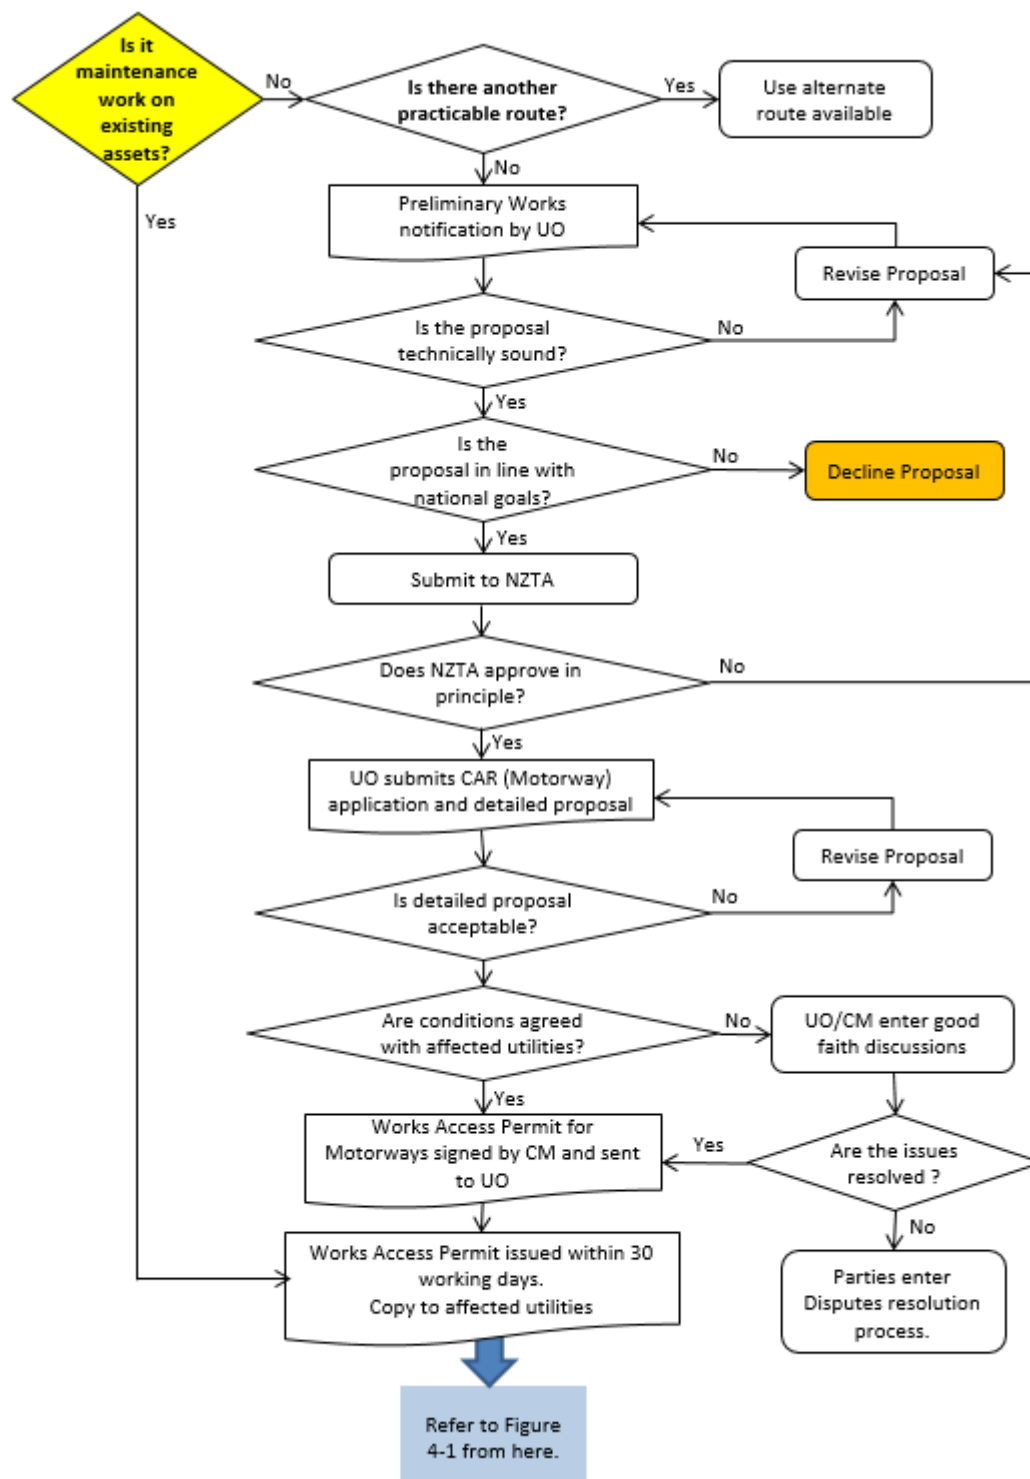 Is it
maintenance
work on
existing
assets?
No
Is there another
practicable route?
Yes
Use alternate
route available
No
Yes
Preliminary Works
notification by UO
Revise Proposal
Is the proposal
technically sound?
No
Yes
Is the
proposal in line with
national goals?
No
Decline Proposal
Yes
Submit to NZTA
Does NZTA approve in
principle?
No
Yes
UO submits CAR (Motorway)
application and detailed proposal
Revise Proposal
Is detailed proposal
acceptable?
No
Are conditions agreed
with affected utilities?
No
UO/CM enter good
faith discussions
Yes
Works Access Permit for
Motorways signed by CM and sent
to UO
Yes
Are the issues
resolved ?
No
Works Access Permit issued within 30
working days.
Copy to affected utilities
Parties enter
Disputes resolution
process.
Refer to Figure
4-1 from here.